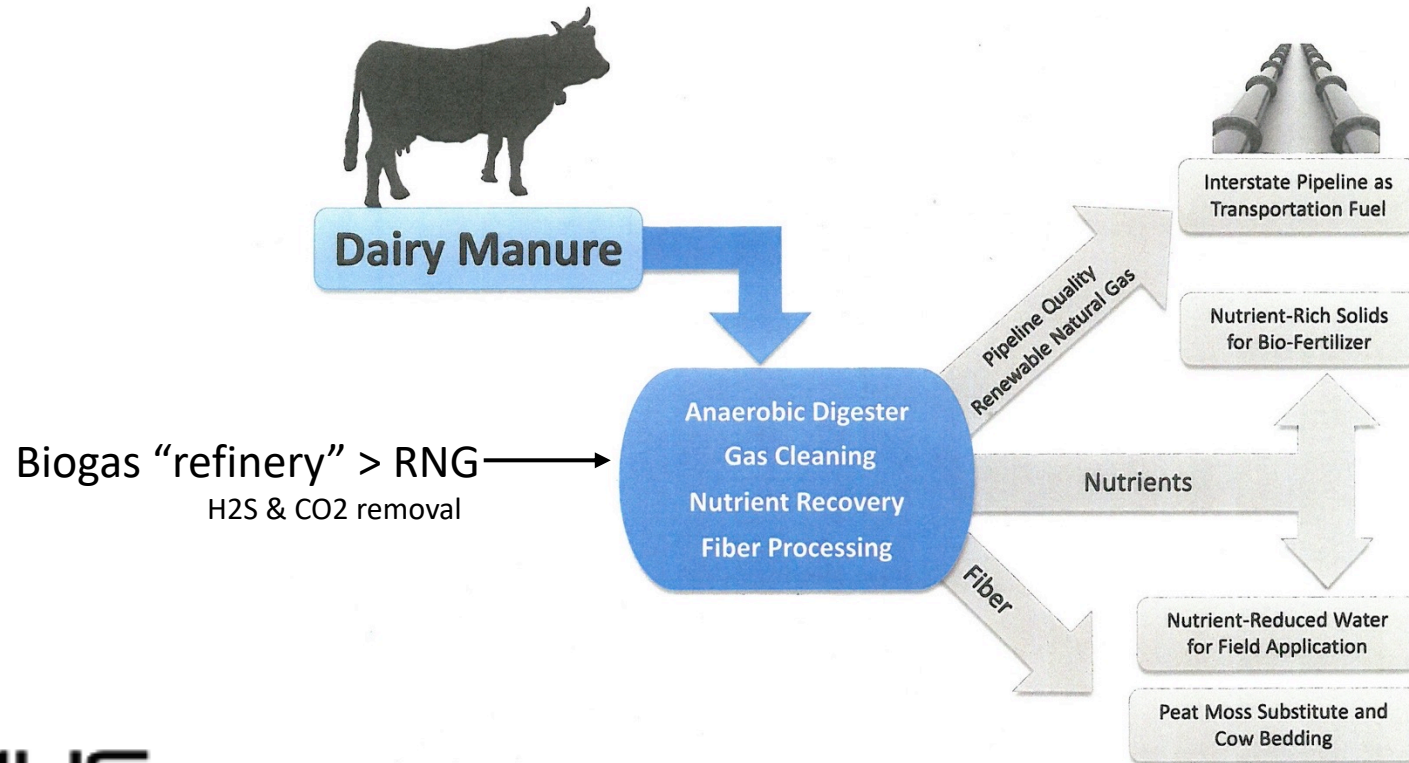 Dairy Manure
Biogas “refinery” > RNG
H2S & CO2 removal
Anaerobic Digester
Gas Cleaning
Nutrient Recovery
Fiber Processing
Pipeline Quality
Renewable Natural Gas
Nutrients
Fiber
Interstate Pipeline as
Transportation Fuel
Nutrient-Rich Solids
for Bio-Fertilizer
Nutrient-Reduced Water
for Field Application
Peat Moss Substitute and
Cow Bedding